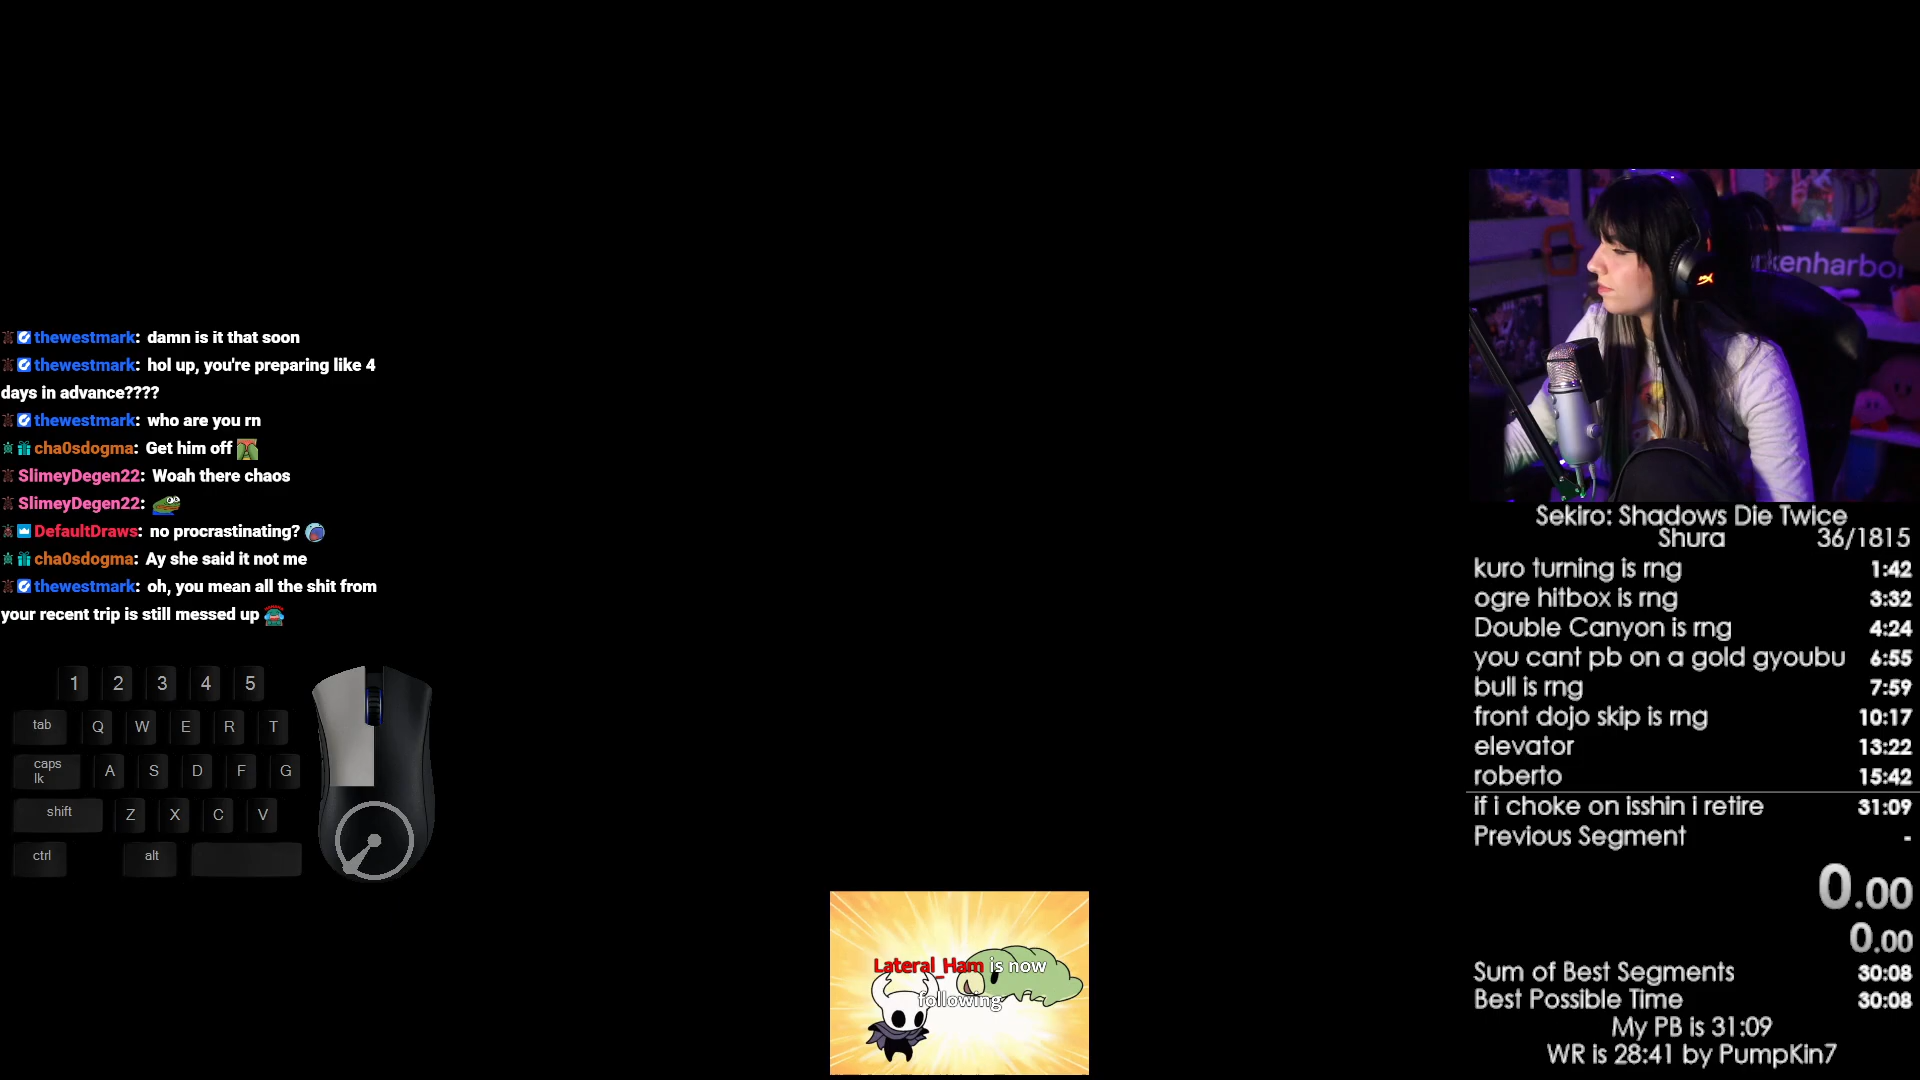 thewestmark: damn is it that soon
thewestmark: hol up, you're preparing like 4
days in advance????
thewestmark: who are you rn
cha0sdogma: Get him off
SlimeyDegen22: Woah there chaos
SlimeyDegen22:
DefaultDraws: no procrastinating?
cha0sdogma: Ay she said it not me
thewestmark: oh, you mean all the shit from
your recent trip is still messed up
1 2 3 4 5
tab Q W E R T
caps
lk
A S D F G
shift Z X C V
ctrl alt
Lateral_Ham is now
following
kenharbor
Sekiro: Shadows Die Twice
Shura 36/1815
kuro turning is rng 1:42
ogre hitbox is rng 3:32
Double Canyon is rng 4:24
you cant pb on a gold gyoubu 6:55
bull is rng 7:59
front dojo skip is rng 10:17
elevator 13:22
roberto 15:42
if i choke on isshin i retire 31:09
Previous Segment -
0.00
0.00
Sum of Best Segments 30:08
Best Possible Time 30:08
My PB is 31:09
WR is 28:41 by PumpKin7